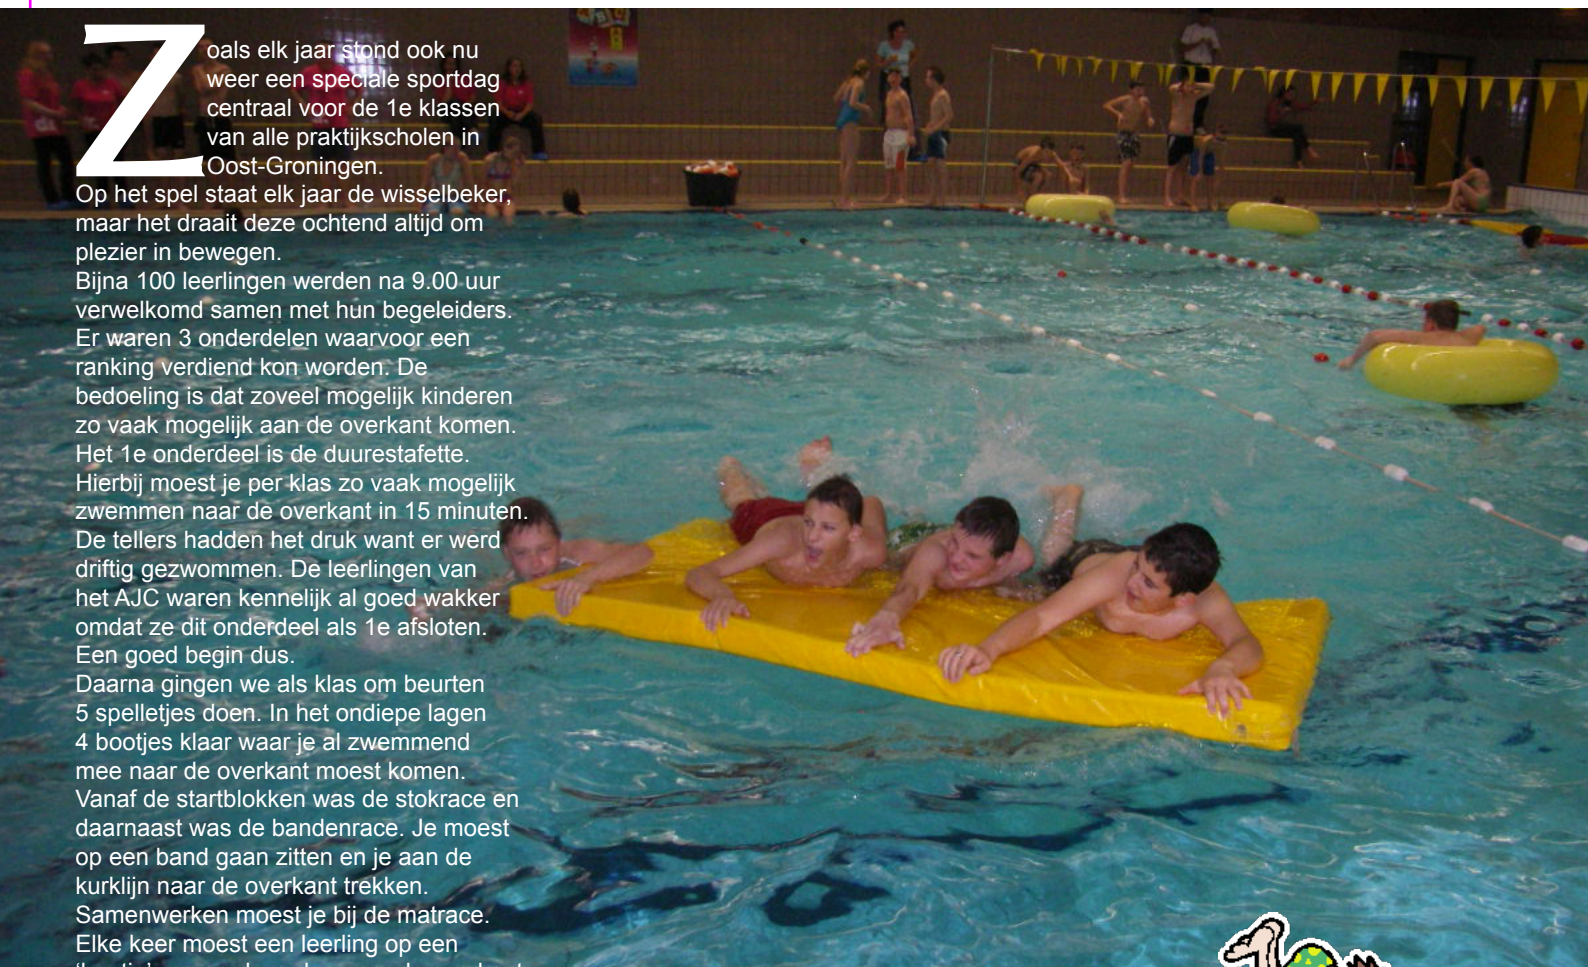 Zoals elk jaar stond ook nu
weer een speciale sportdag
centraal voor de 1e klassen
van alle praktijkscholen in
Oost-Groningen.
Op het spel staat elk jaar de wisselbeker,
maar het draait deze ochtend altijd om
plezier in bewegen.
Bijna 100 leerlingen werden na 9.00 uur
verwelkomd samen met hun begeleiders.
Er waren 3 onderdelen waarvoor een
ranking verdiend kon worden. De
bedoeling is dat zoveel mogelijk kinderen
zo vaak mogelijk aan de overkant komen.
Het 1e onderdeel is de duurestafette.
Hierbij moest je per klas zo vaak mogelijk
zwemmen naar de overkant in 15 minuten.
De tellers hadden het druk want er werd
driftig gezwommen. De leerlingen van
het AJC waren kennelijk al goed wakker
omdat ze dit onderdeel als 1e afsloten.
Een goed begin dus.
Daarna gingen we als klas om beurten
5 spelletjes doen. In het ondiepe lagen
4 bootjes klaar waar je al zwemmend
mee naar de overkant moest komen.
Vanaf de startblokken was de stokrace en
daarnaast was de bandenrace. Je moest
op een band gaan zitten en je aan de
kurklijn naar de overkant trekken.
Samenwerken moest je bij de matrace.
Elke keer moest een leerling op een